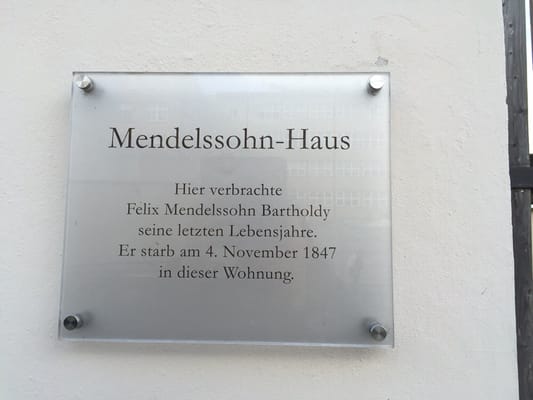 Mendelssohn-Haus
Hier verbrachte
Felix Mendelssohn Bartholdy
seine letzten Lebensjahre.
Er starb am 4. November 1847
in dieser Wohnung.